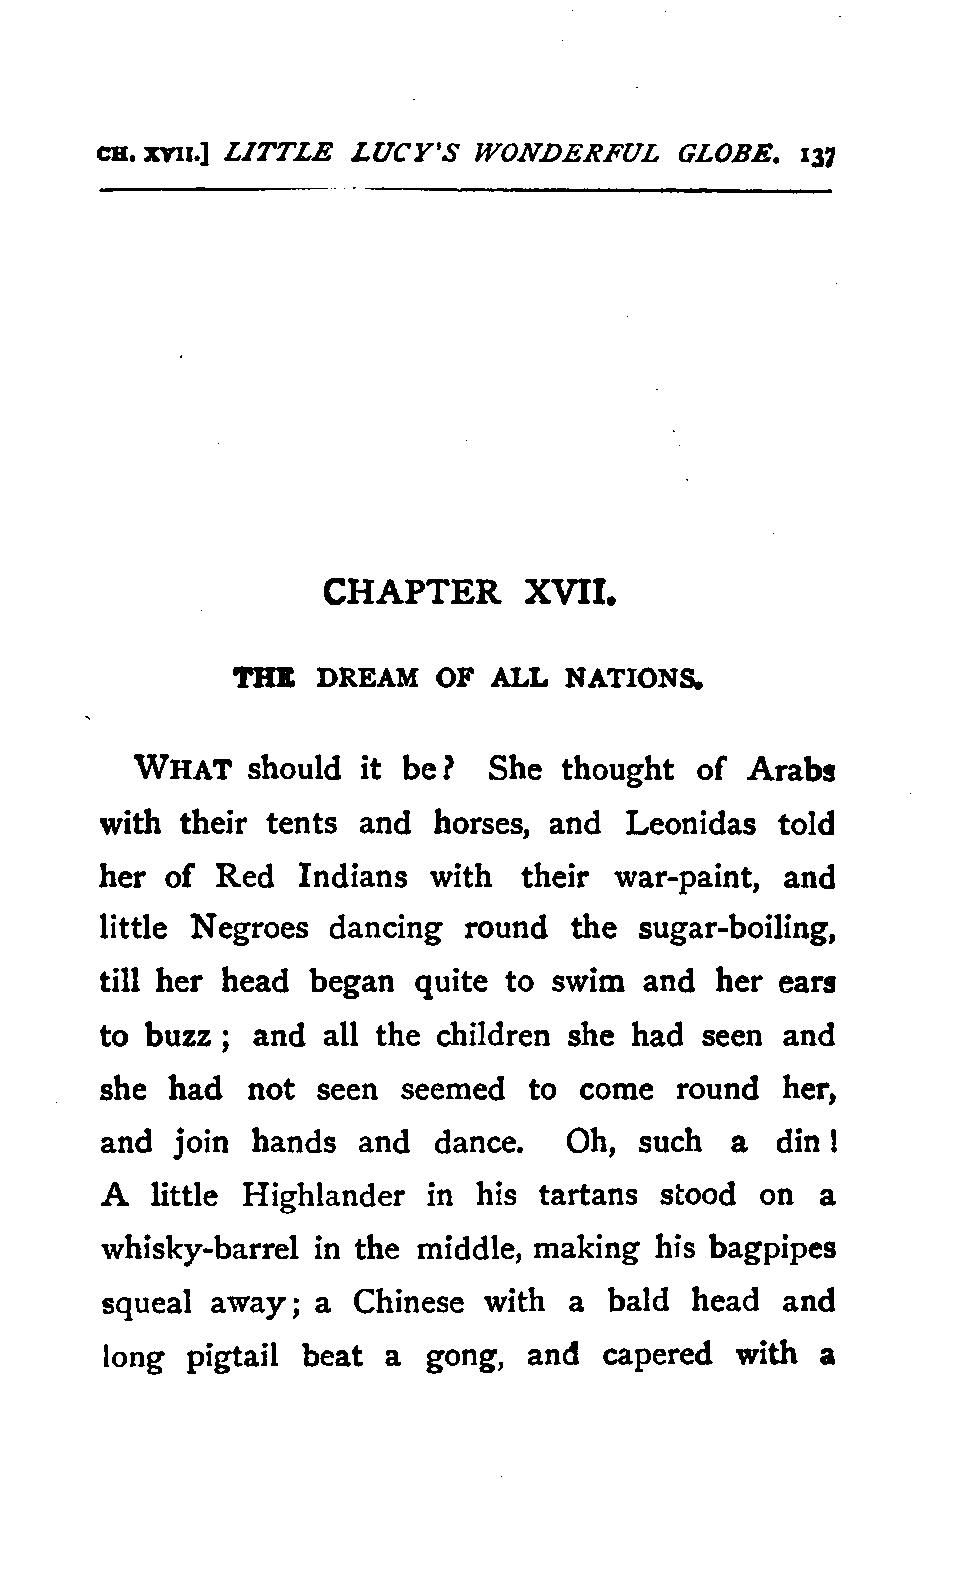 CH. XVII.] LITTLE LUCY'S WONDERFUL GLOBE. 137
CHAPTER XVII.
THE DREAM OF ALL NATIONS.
WHAT should it be? She thought of Arabs
with their tents and horses, and Leonidas told
her of Red Indians with their war-paint, and
little Negroes dancing round the sugar-boiling,
till her head began quite to swim and her ears
to buzz; and all the children she had seen and
she had not seen seemed to come round her,
and join hands and dance. Oh, such a din!
A little Highlander in his tartans stood on a
whisky-barrel in the middle, making his bagpipes
squeal away; a Chinese with a bald head and
long pigtail beat a gong, and capered with a